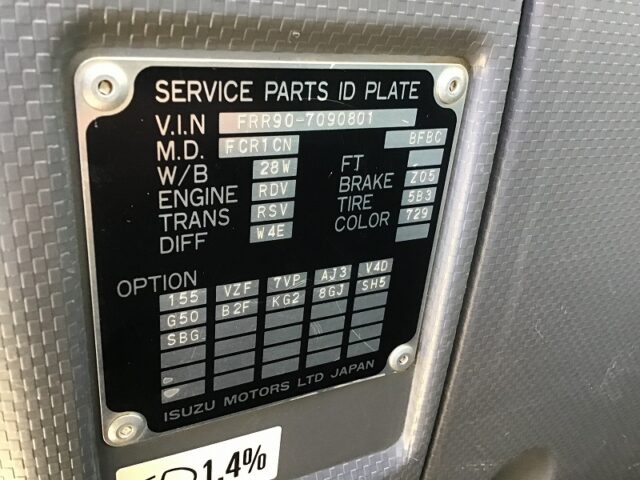 SERVICE PARTS ID PLATE
V.I.N FRR90-7090801
M.D. FCR1CN BFBC
W/B 28W FT
ENGINE RDV BRAKE Z05
TRANS RSV TIRE 5B3
DIFF W4E COLOR 729
OPTION
155 VZF 7VP AJ3 V4D
G50 B2F KG2 8GJ SH5
SBG
ISUZU MOTORS LTD JAPAN
1.4%